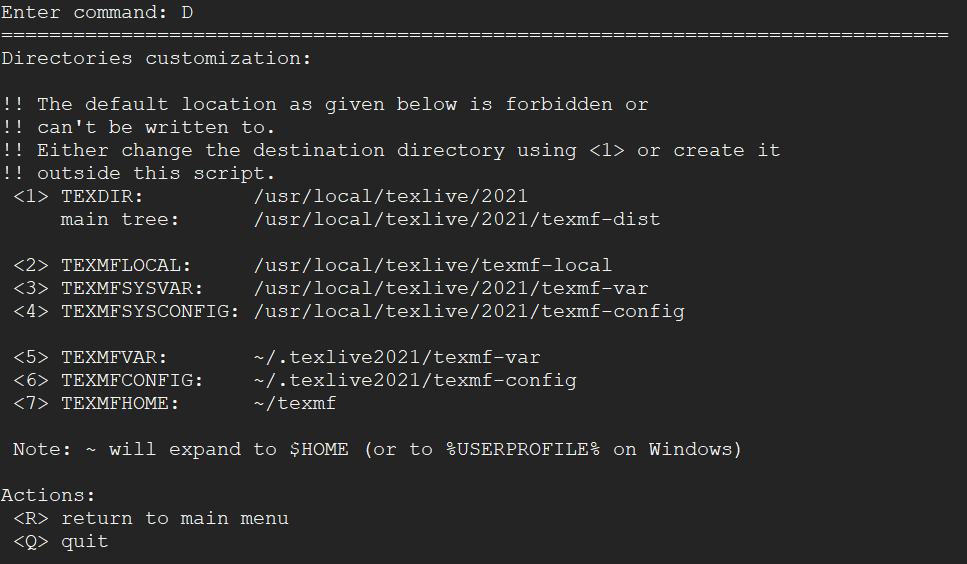 Enter command: D
===============================================================================
Directories customization:
!! The default location as given below is forbidden or
!! can't be written to.
!! Either change the destination directory using <1> or create it
!! outside this script.
<1> TEXDIR: /usr/local/texlive/2021
main tree: /usr/local/texlive/2021/texmf-dist
<2> TEXMFLOCAL: /usr/local/texlive/texmf-local
<3> TEXMFSYSVAR: /usr/local/texlive/2021/texmf-var
<4> TEXMFSYSCONFIG: /usr/local/texlive/2021/texmf-config
<5> TEXMFVAR: ~/.texlive2021/texmf-var
<6> TEXMFCONFIG: ~/.texlive2021/texmf-config
<7> TEXMFHOME: ~/texmf
Note: ~ will expand to $HOME (or to %USERPROFILE% on Windows)
Actions:
<R> return to main menu
<Q> quit